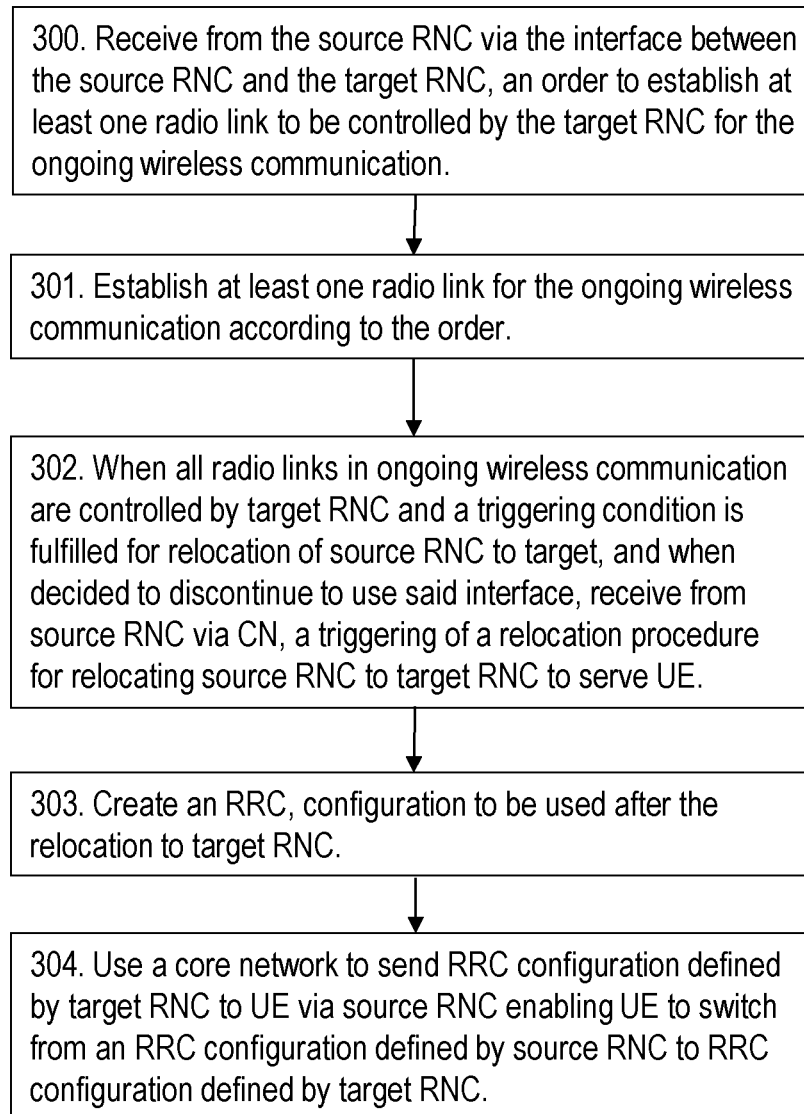 300. Receive from the source RNC via the interface between
the source RNC and the target RNC, an order to establish at
least one radio link to be controlled by the target RNC for the
ongoing wireless communication.
301. Establish at least one radio link for the ongoing wireless
communication according to the order.
302. When all radio links in ongoing wireless communication
are controlled by target RNC and a triggering condition is
fulfilled for relocation of source RNC to target, and when
decided to discontinue to use said interface, receive from
source RNC via CN, a triggering of a relocation procedure
for relocating source RNC to target RNC to serve UE.
303. Create an RRC, configuration to be used after the
relocation to target RNC.
304. Use a core network to send RRC configuration defined
by target RNC to UE via source RNC enabling UE to switch
from an RRC configuration defined by source RNC to RRC
configuration defined by target RNC.